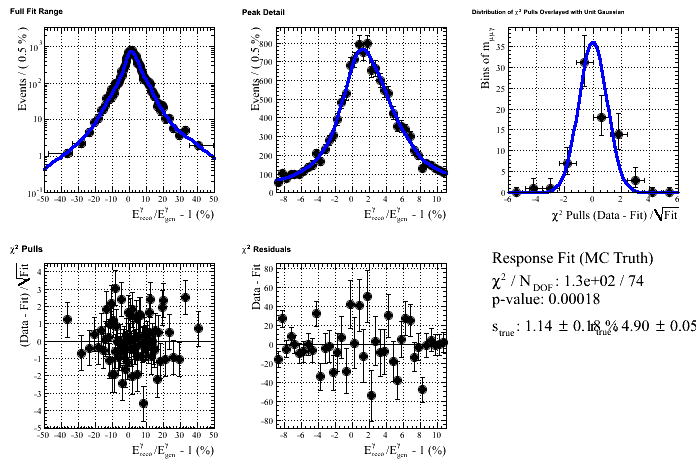 Full Fit Range
Events / ( 0.5 % )
10³
10²
10
1
10⁻¹
-50 -40 -30 -20 -10 0 10 20 30 40 50
E^γ_reco/E^γ_gen - 1 (%)
Peak Detail
Events / ( 0.5 % )
800
700
600
500
400
300
200
100
0
-8 -6 -4 -2 0 2 4 6 8 10
E^γ_reco/E^γ_gen - 1 (%)
Distribution of χ² Pulls Overlayed with Unit Gaussian
Bins of m_μμγ
35
30
25
20
15
10
5
0
-6 -4 -2 0 2 4 6
χ² Pulls (Data - Fit) /√Fit
χ² Pulls
(Data - Fit) /√Fit
4
3
2
1
0
-1
-2
-3
-4
-5
-50 -40 -30 -20 -10 0 10 20 30 40 50
E^γ_reco/E^γ_gen - 1 (%)
χ² Residuals
Data - Fit
80
60
40
20
0
-20
-40
-60
-80
-8 -6 -4 -2 0 2 4 6 8 10
E^γ_reco/E^γ_gen - 1 (%)
Response Fit (MC Truth)
χ² / N_DOF : 1.3e+02 / 74
p-value: 0.00018
s_true: 1.14 ± 0.18 % 4.90 ± 0.05